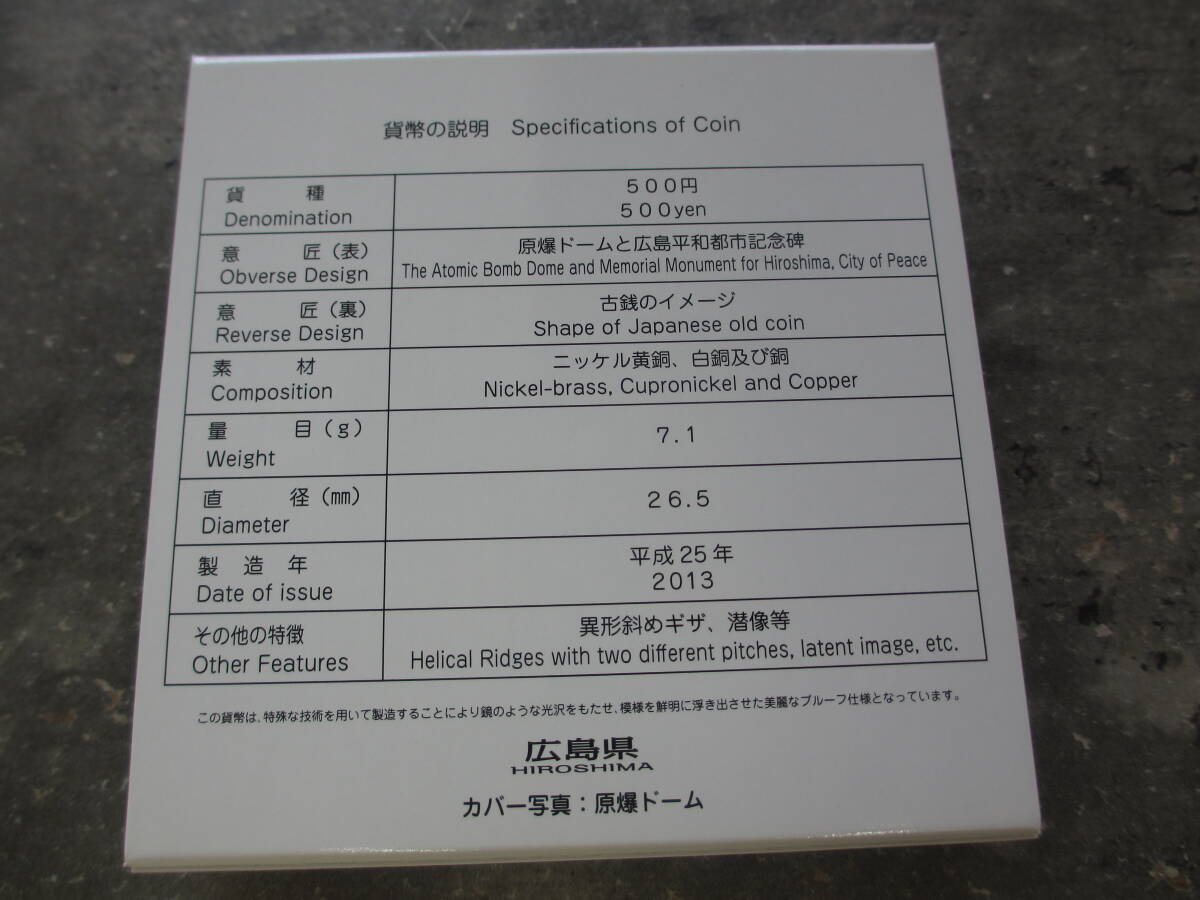 貨幣の説明 Specifications of Coin
貨種
Denomination
500円
500yen
意匠(表)
Obverse Design
原爆ドームと広島平和都市記念碑
The Atomic Bomb Dome and Memorial Monument for Hiroshima, City of Peace
意匠(裏)
Reverse Design
古銭のイメージ
Shape of Japanese old coin
素材
Composition
ニッケル黄銅、白銅及び銅
Nickel-brass, Cupronickel and Copper
量目(g)
Weight
7.1
直径(㎜)
Diameter
26.5
製造年
Date of issue
平成25年
2013
その他の特徴
Other Features
異形斜めギザ、潜像等
Helical Ridges with two different pitches, latent image, etc.
この貨幣は、特殊な技術を用いて製造することにより鏡のような光沢をもたせ、模様を鮮明に浮き出させた美麗なプルーフ仕様となっています。
広島県
HIROSHIMA
カバー写真：原爆ドーム